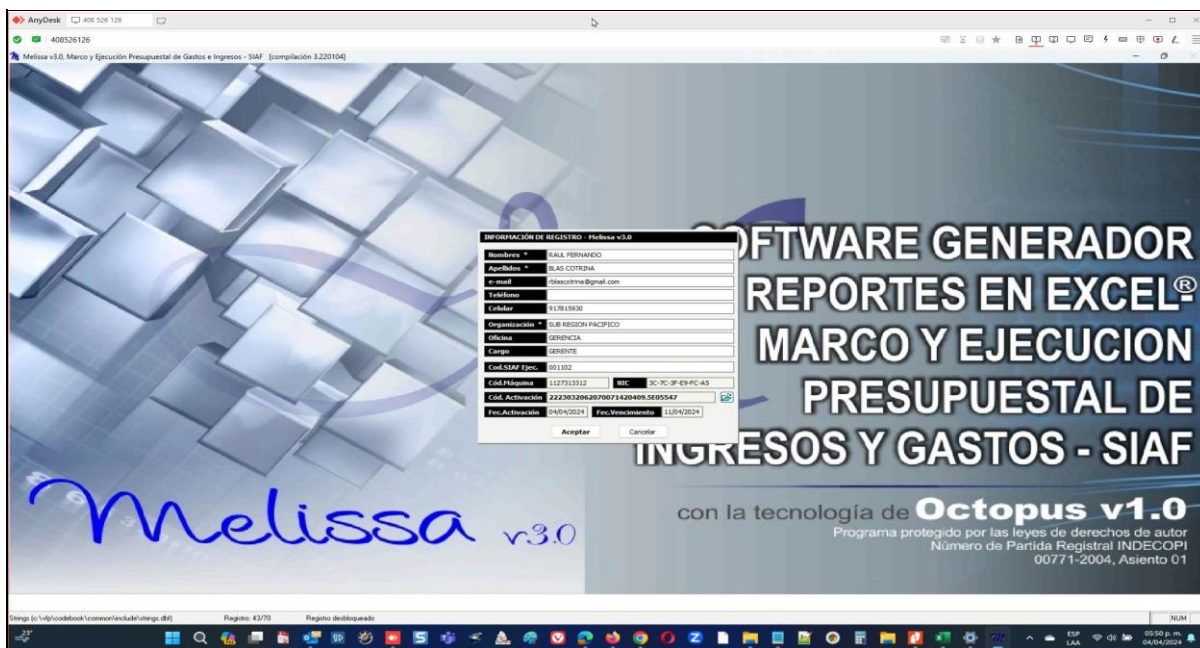 AnyDesk 408 526 126
408526126
Melissa v3.0, Marco y Ejecución Presupuestal de Gastos e Ingresos - SIAF [compilación 3.220104]
INFORMACIÓN DE REGISTRO - Melissa v3.0
Nombres * RAUL FERNANDO
Apellidos * BLAS COTRINA
e-mail rblascotrina@gmail.com
Teléfono
Celular 917815930
Organización * SUB REGION PACIFICO
Oficina GERENCIA
Cargo GERENTE
Cod.SIAF Ejec. 001102
Cód.Máquina 1127313312 NIC 3C-7C-3F-E9-FC-A5
Cód. Activación 2223032062070071420409.5E05547
Fec.Activación 04/04/2024 Fec.Vencimiento 11/04/2024
Aceptar Cancelar
SOFTWARE GENERADOR
REPORTES EN EXCEL®
MARCO Y EJECUCION
PRESUPUESTAL DE
INGRESOS Y GASTOS - SIAF
Melissa v3.0
con la tecnología de Octopus v1.0
Programa protegido por las leyes de derechos de autor
Número de Partida Registral INDECOPI
00771-2004, Asiento 01
Strings (c:\vfp\codebook\common\include\strings.dbf) Registro: 43/70 Registro desbloqueado NUM
23° ESP 05:50 p. m.
LAA 04/04/2024